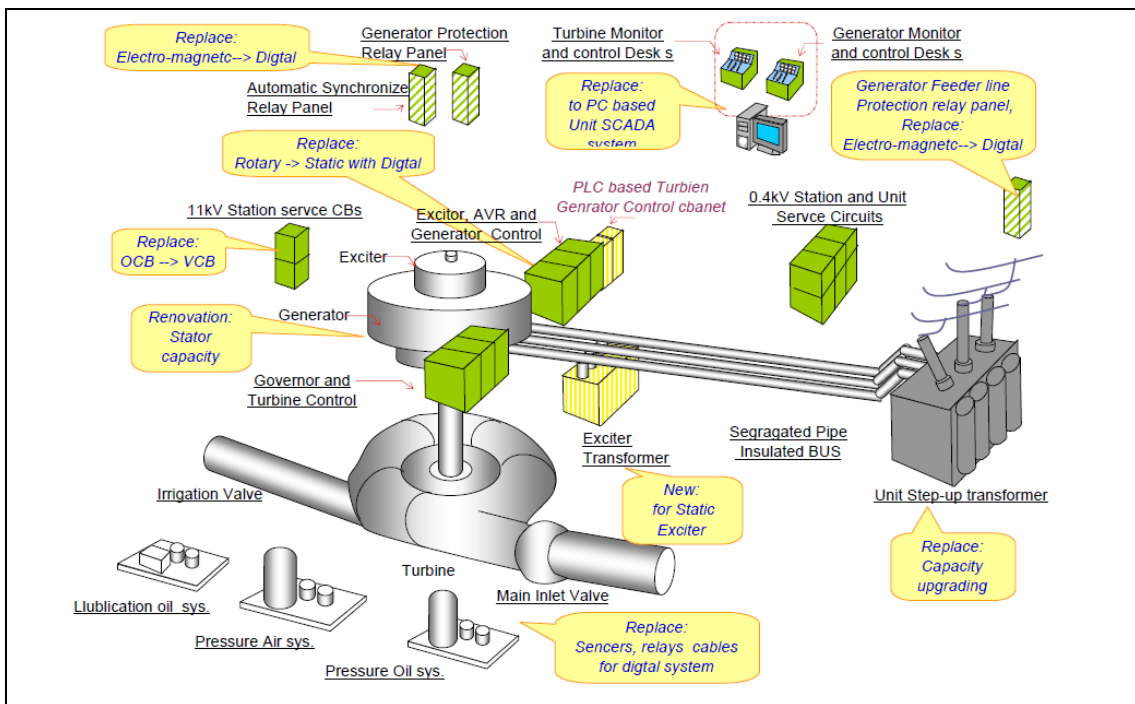 Replace:
Electro-magnetc--> Digtal
Generator Protection
Relay Panel
Automatic Synchronize
Relay Panel
Turbine Monitor
and control Desk s
Generator Monitor
and control Desk s
Replace:
to PC based
Unit SCADA
system
Generator Feeder line
Protection relay panel,
Replace:
Electro-magnetc--> Digtal
Replace:
Rotary -> Static with Digtal
11kV Station servce CBs
Replace:
OCB --> VCB
Exciter
Excitor, AVR and
Generator Control
PLC based Turbien
Genrator Control cbanet
0.4kV Station and Unit
Servce Circuits
Renovation:
Stator
capacity
Generator
Governor and
Turbine Control
Exciter
Transformer
Segragated Pipe
Insulated BUS
Unit Step-up transformer
New:
for Static
Exciter
Replace:
Capacity
upgrading
Irrigation Valve
Turbine
Main Inlet Valve
Llublication oil sys.
Pressure Air sys.
Pressure Oil sys.
Replace:
Sencers, relays cables
for digtal system